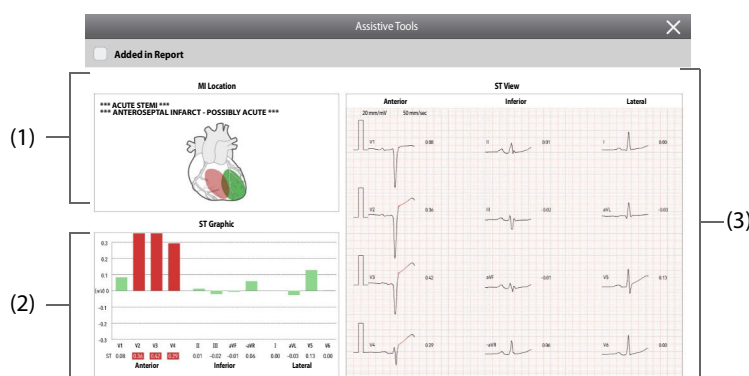 Assistive Tools
Added in Report
(1)
MI Location
*** ACUTE STEMI ***
*** ANTEROSEPTAL INFARCT - POSSIBLY ACUTE ***
(2)
ST Graphic
0.3
0.2
0.1
(mV) 0
-0.1
-0.2
-0.3
V1 V2 V3 V4 II III aVF -aVR I aVL V5 V6
ST 0.08 0.36 0.42 0.29 0.01 -0.02 -0.01 0.06 0.00 -0.03 0.13 0.00
Anterior Inferior Lateral
(3)
ST View
Anterior Inferior Lateral
20 mm/mV 50 mm/sec
V1 0.08 II 0.01 I 0.00
V2 0.36 III -0.02 aVL -0.03
V3 0.42 aVF -0.01 V5 0.13
V4 0.29 -aVR 0.06 V6 0.00